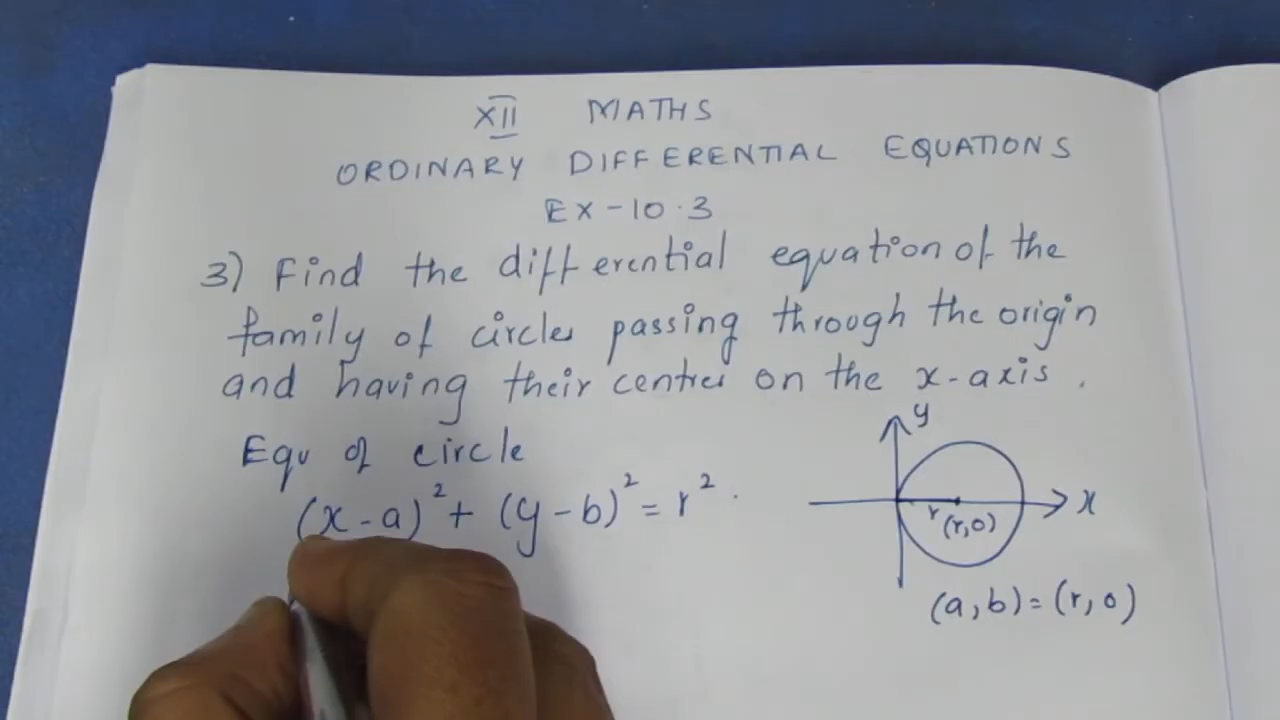 XII MATHS
ORDINARY DIFFERENTIAL EQUATIONS
EX-10.3
3) Find the differential equation of the
family of circles passing through the origin
and having their centres on the x-axis.
Equ of circle
(x-a)² + (y-b)² = r².
y
x
r
(r,0)
(a,b)=(r,0)